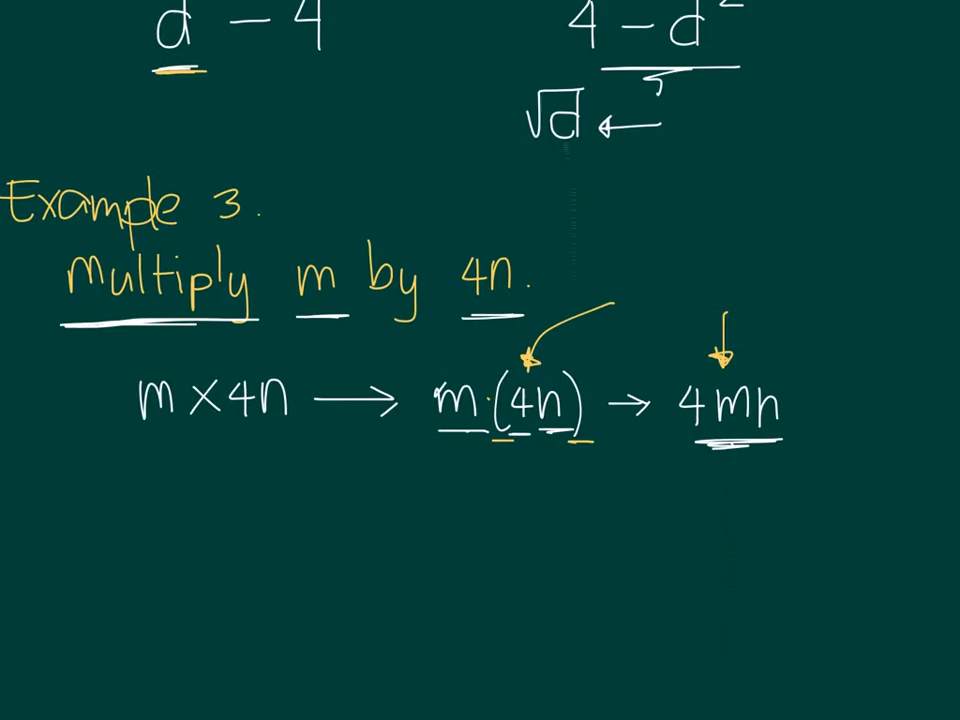 d - 4 4 - d²
√d ←
Example 3.
multiply m by 4n.
m × 4n → m·(4n) → 4mn